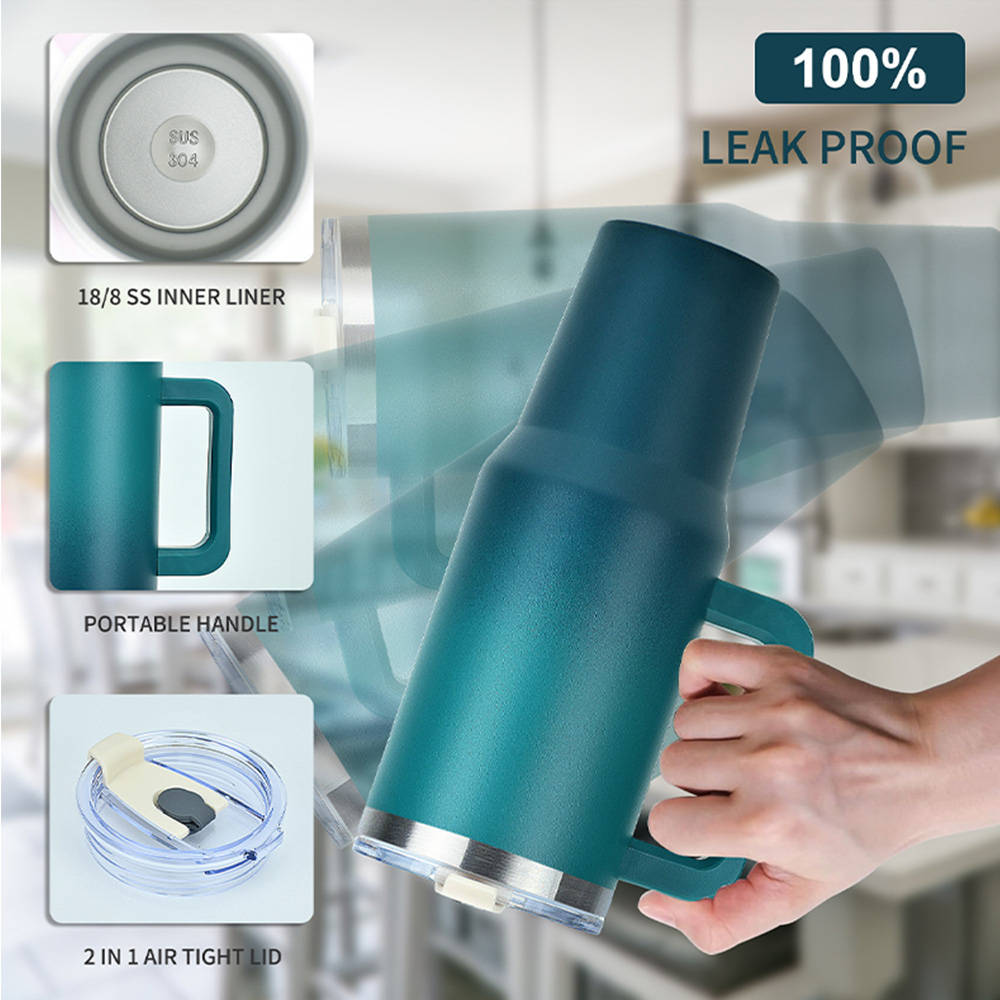 100%
LEAK PROOF
SUS
304
18/8 SS INNER LINER
PORTABLE HANDLE
2 IN 1 AIR TIGHT LID